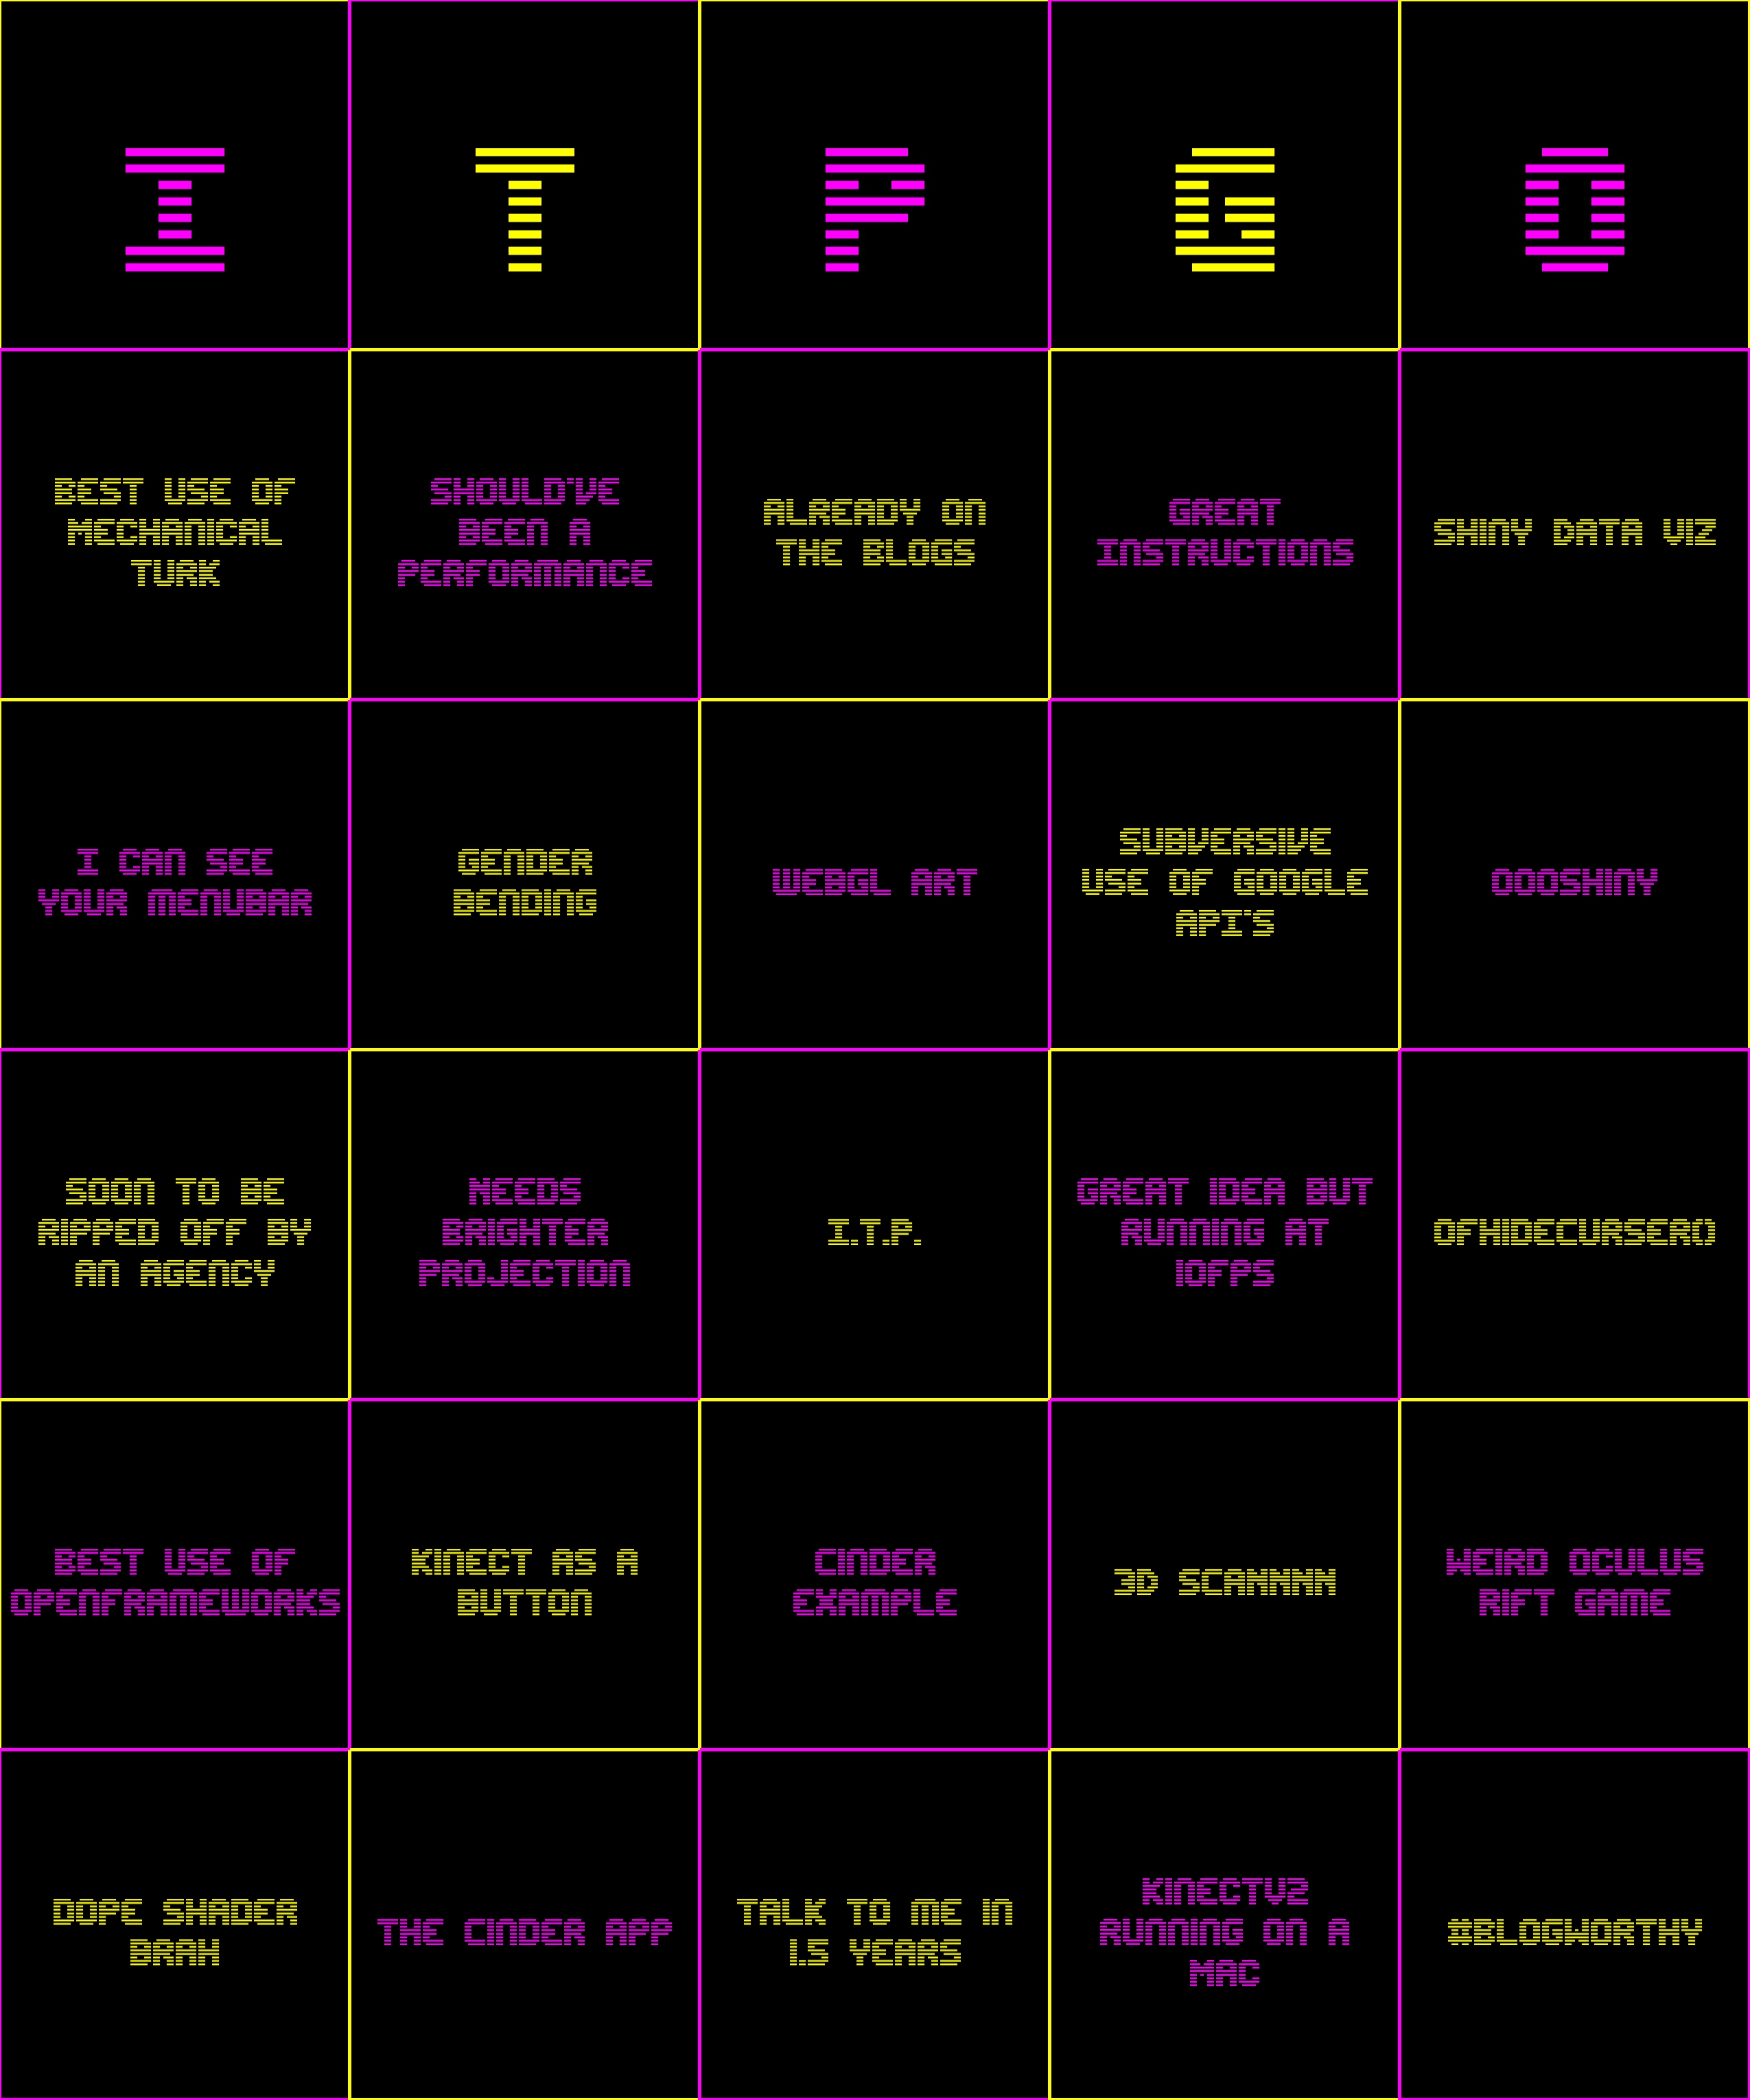 I
T
P
G
O
BEST USE OF
MECHANICAL
TURK
SHOULD'VE
BEEN A
PERFORMANCE
ALREADY ON
THE BLOGS
GREAT
INSTRUCTIONS
SHINY DATA VIZ
I CAN SEE
YOUR MENUBAR
GENDER
BENDING
WEBGL ART
SUBVERSIVE
USE OF GOOGLE
API'S
OOOSHINY
SOON TO BE
RIPPED OFF BY
AN AGENCY
NEEDS
BRIGHTER
PROJECTION
I.T.P.
GREAT IDEA BUT
RUNNING AT
10FPS
OFHIDECURSER()
BEST USE OF
OPENFRAMEWORKS
KINECT AS A
BUTTON
CINDER
EXAMPLE
3D SCANNNN
WEIRD OCULUS
RIFT GAME
DOPE SHADER
BRAH
THE CINDER APP
TALK TO ME IN
1.5 YEARS
KINECTV2
RUNNING ON A
MAC
#BLOGWORTHY